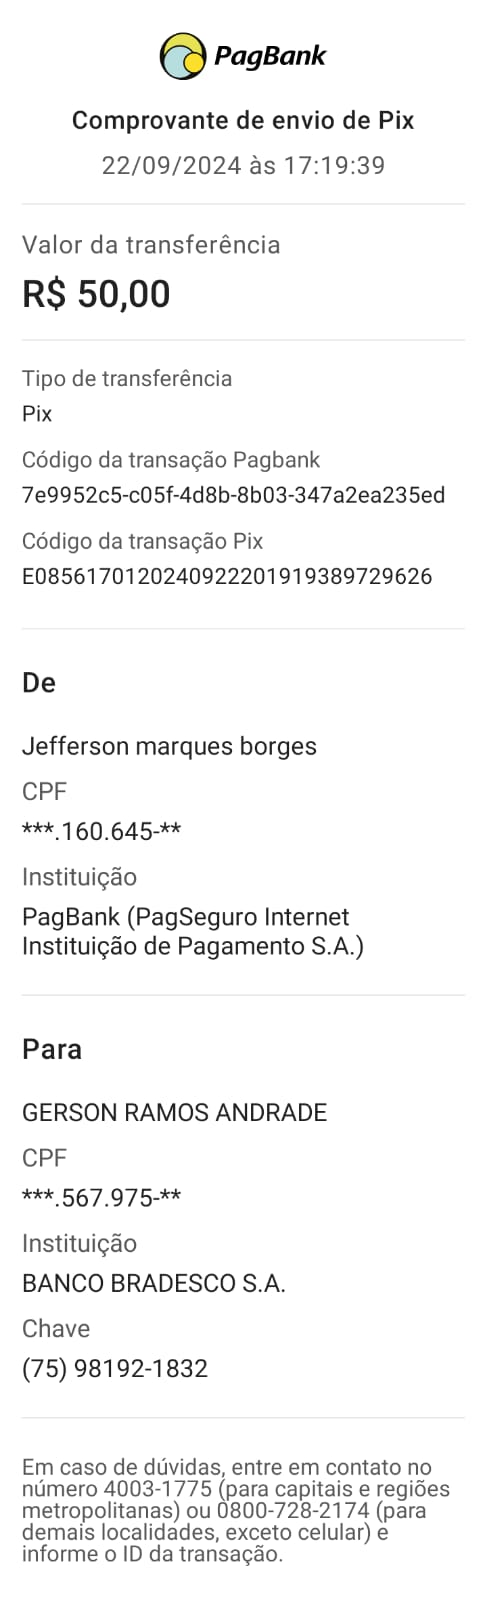 PagBank
Comprovante de envio de Pix
22/09/2024 às 17:19:39
Valor da transferência
R$ 50,00
Tipo de transferência
Pix
Código da transação Pagbank
7e9952c5-c05f-4d8b-8b03-347a2ea235ed
Código da transação Pix
E08561701202409222201919389729626
De
Jefferson marques borges
CPF
***.160.645-**
Instituição
PagBank (PagSeguro Internet
Instituição de Pagamento S.A.)
Para
GERSON RAMOS ANDRADE
CPF
***.567.975-**
Instituição
BANCO BRADESCO S.A.
Chave
(75) 98192-1832
Em caso de dúvidas, entre em contato no
número 4003-1775 (para capitais e regiões
metropolitanas) ou 0800-728-2174 (para
demais localidades, exceto celular) e
informe o ID da transação.